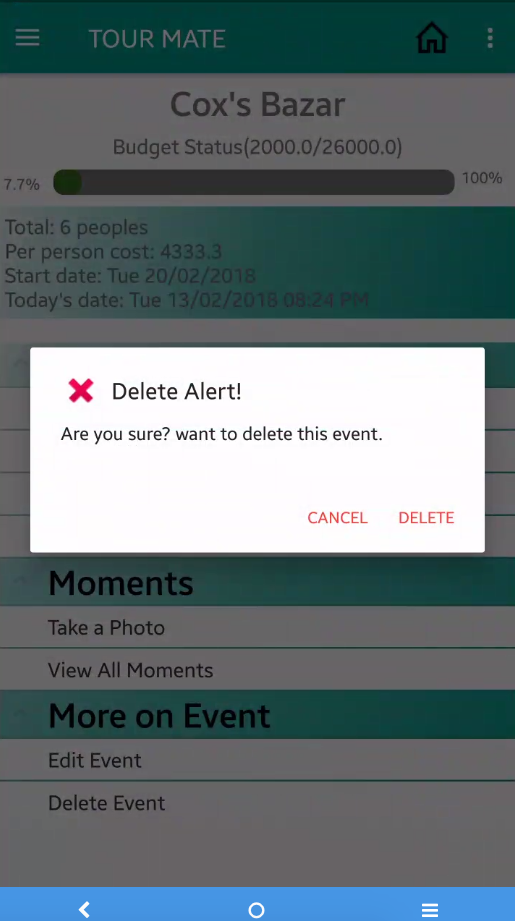 TOUR MATE
Cox's Bazar
Budget Status(2000.0/26000.0)
7.7%
100%
Total: 6 peoples
Per person cost: 4333.3
Start date: Tue 20/02/2018
Today's date: Tue 13/02/2018 08:24 PM
Delete Alert!
Are you sure? want to delete this event.
CANCEL
DELETE
Moments
Take a Photo
View All Moments
More on Event
Edit Event
Delete Event